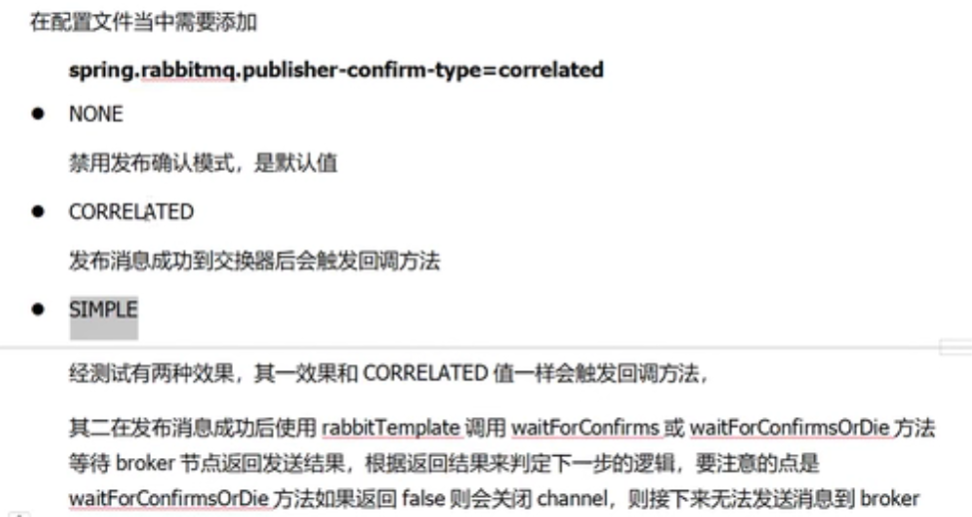 在配置文件当中需要添加
spring.rabbitmq.publisher-confirm-type=correlated
● NONE
禁用发布确认模式，是默认值
● CORRELATED
发布消息成功到交换器后会触发回调方法
● SIMPLE
经测试有两种效果，其一效果和 CORRELATED 值一样会触发回调方法，
其二在发布消息成功后使用 rabbitTemplate 调用 waitForConfirms 或 waitForConfirmsOrDie 方法
等待 broker 节点返回发送结果，根据返回结果来判定下一步的逻辑，要注意的点是
waitForConfirmsOrDie 方法如果返回 false 则会关闭 channel，则接下来无法发送消息到 broker